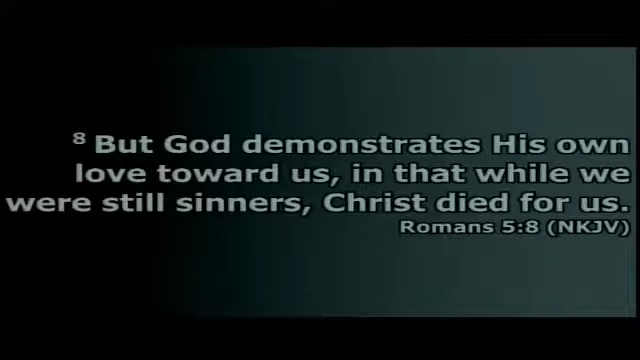 ⁸ But God demonstrates His own
love toward us, in that while we
were still sinners, Christ died for us.
Romans 5:8 (NKJV)